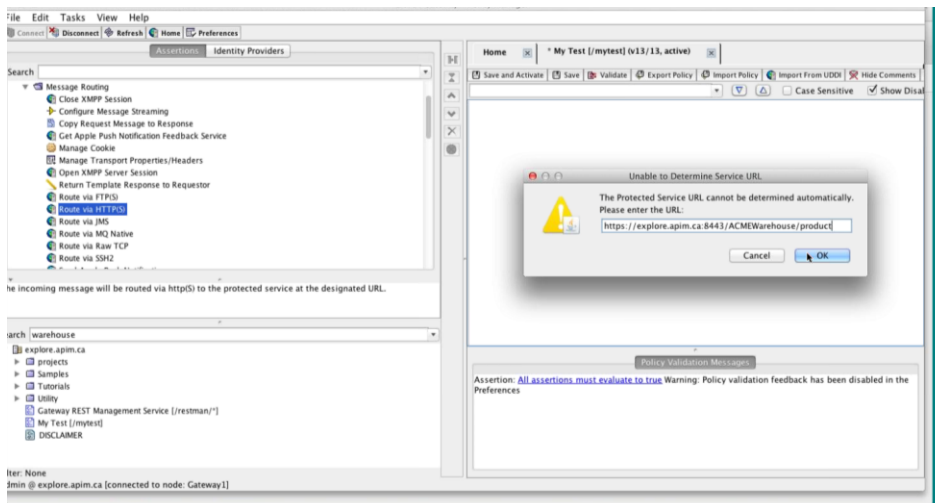 File Edit Tasks View Help
Connect Disconnect Refresh Home Preferences
Assertions Identity Providers
Search
Message Routing
Close XMPP Session
Configure Message Streaming
Copy Request Message to Response
Get Apple Push Notification Feedback Service
Manage Cookie
Manage Transport Properties/Headers
Open XMPP Server Session
Return Template Response to Requestor
Route via FTP(S)
Route via HTTP(S)
Route via JMS
Route via MQ Native
Route via Raw TCP
Route via SSH2
he incoming message will be routed via http(S) to the protected service at the designated URL.
earch warehouse
explore.apim.ca
projects
Samples
Tutorials
Utility
Gateway REST Management Service [/restman/*]
My Test [/mytest]
DISCLAIMER
ilter: None
dmin @ explore.apim.ca [connected to node: Gateway1]
Home * My Test [/mytest] (v13/13, active)
Save and Activate Save Validate Export Policy Import Policy Import From UDDI Hide Comments
Case Sensitive Show Disal
Unable to Determine Service URL
The Protected Service URL cannot be determined automatically.
Please enter the URL:
https://explore.apim.ca:8443/ACMEWarehouse/product
Cancel OK
Policy Validation Messages
Assertion: All assertions must evaluate to true Warning: Policy validation feedback has been disabled in the
Preferences